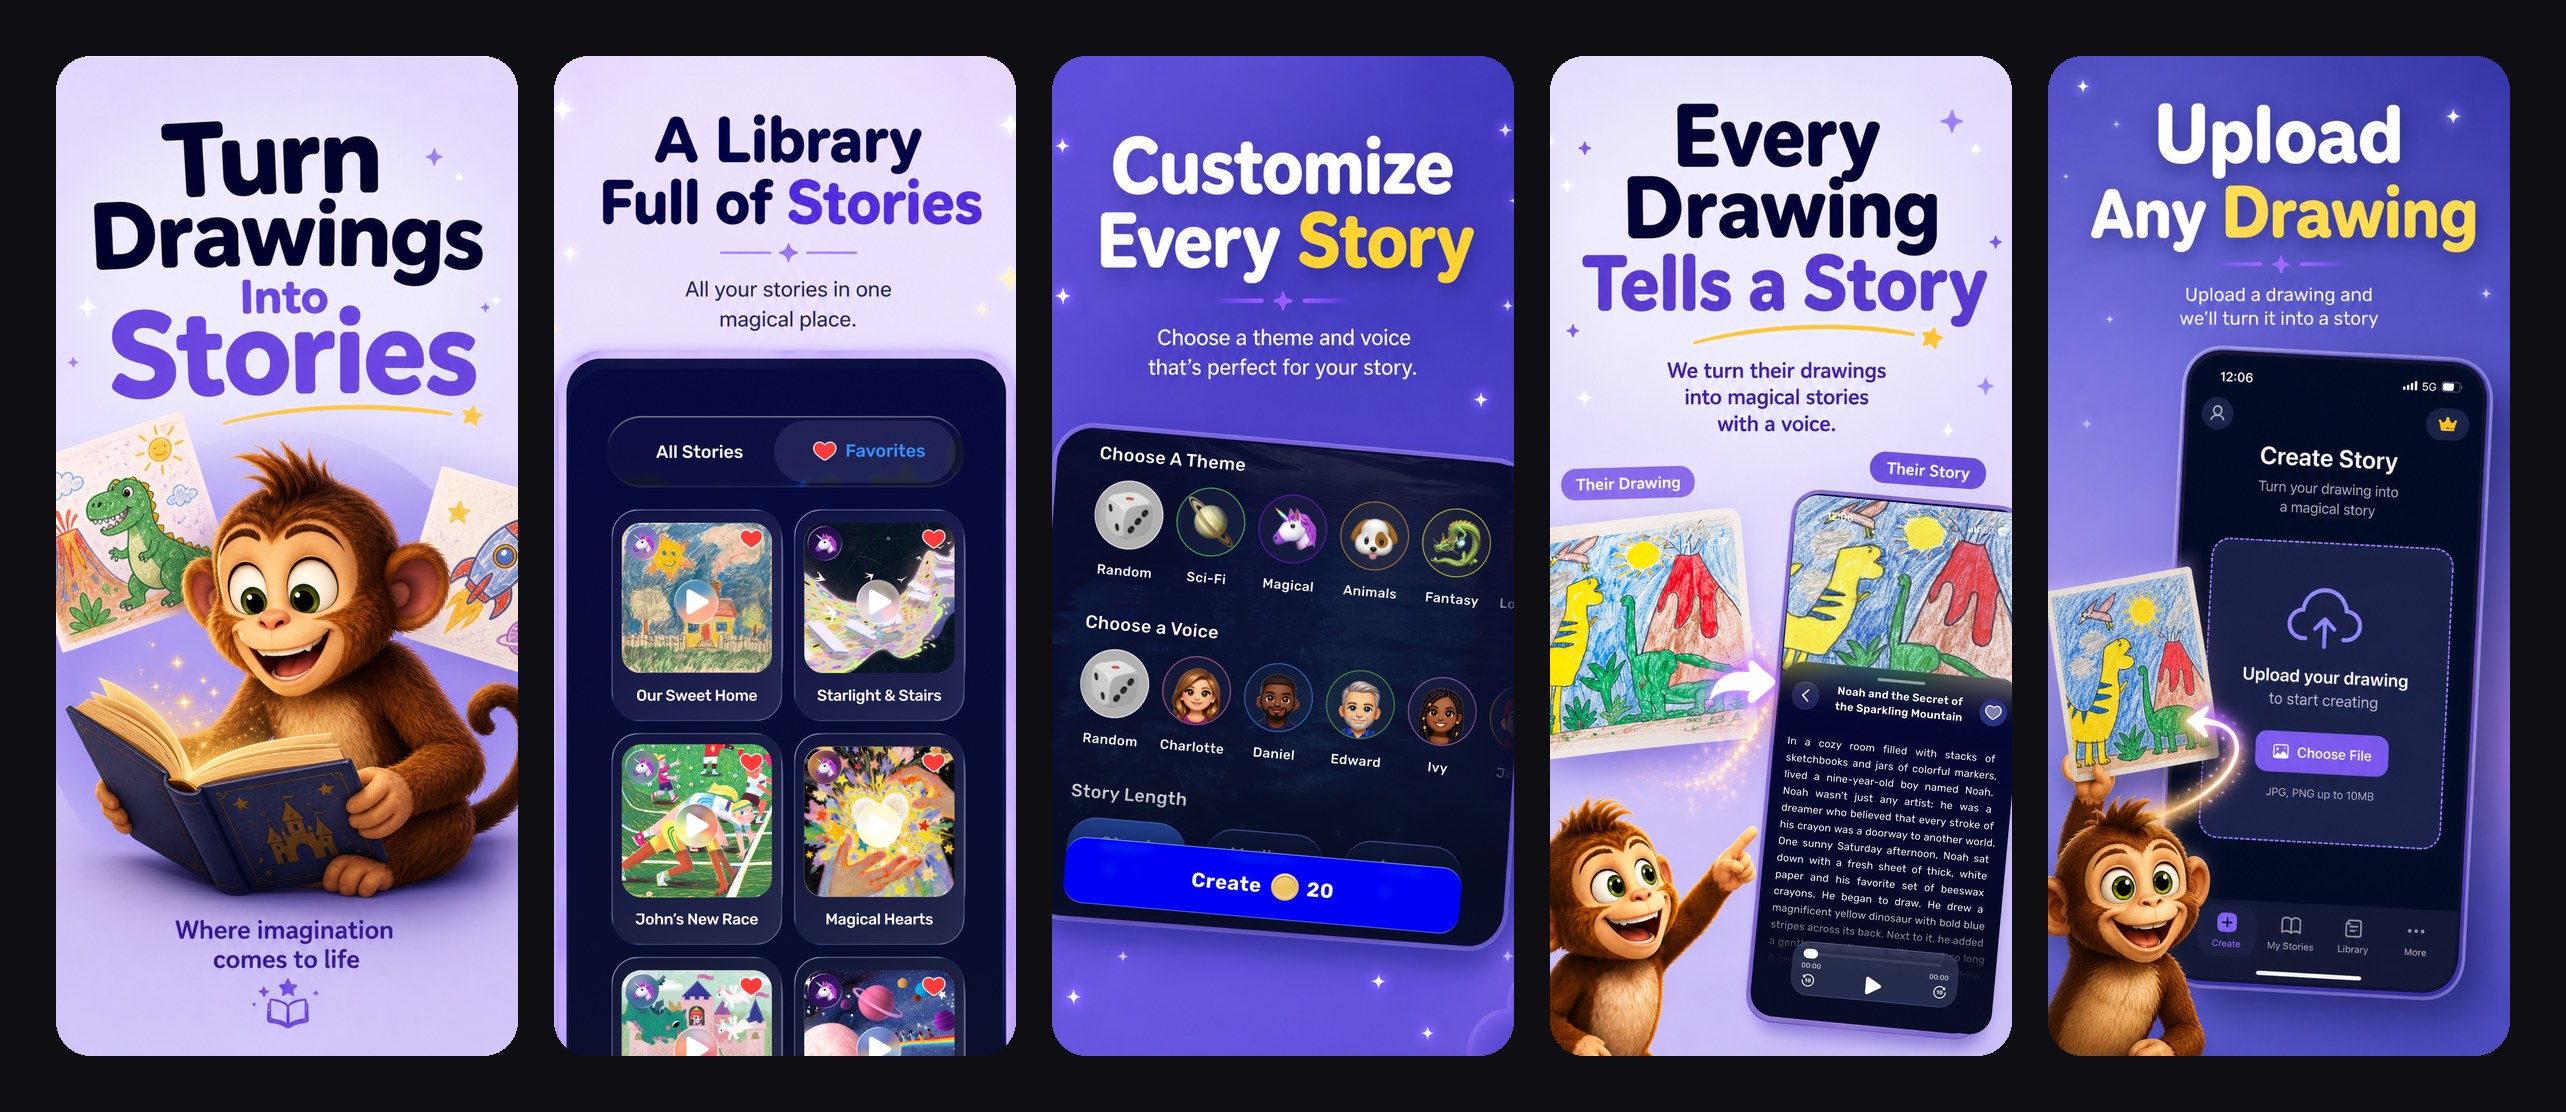 Turn
Drawings
Into
Stories
Where imagination
comes to life
A Library
Full of Stories
All your stories in one
magical place.
All Stories
Favorites
Our Sweet Home
Starlight & Stairs
John's New Race
Magical Hearts
Customize
Every Story
Choose a theme and voice
that's perfect for your story.
Choose A Theme
Random
Sci-Fi
Magical
Animals
Fantasy
Lo
Choose a Voice
Random
Charlotte
Daniel
Edward
Ivy
Story Length
Create 20
Every
Drawing
Tells a Story
We turn their drawings
into magical stories
with a voice.
Their Drawing
Their Story
Noah and the Secret of
the Sparkling Mountain
In a cozy room filled with stacks of
sketchbooks and jars of colorful markers,
lived a nine-year-old boy named Noah.
Noah wasn't just any artist; he was a
dreamer who believed that every stroke of
his crayon was a doorway to another world.
One sunny Saturday afternoon, Noah sat
down with a fresh sheet of thick, white
paper and his favorite set of beeswax
crayons. He began to draw. He drew a
magnificent yellow dinosaur with bold blue
stripes across its back. Next to it, he added
a long
00:00
00:00
10
10
Upload
Any Drawing
Upload a drawing and
we'll turn it into a story
12:06
5G
Create Story
Turn your drawing into
a magical story
Upload your drawing
to start creating
Choose File
JPG, PNG up to 10MB
Create
My Stories
Library
More